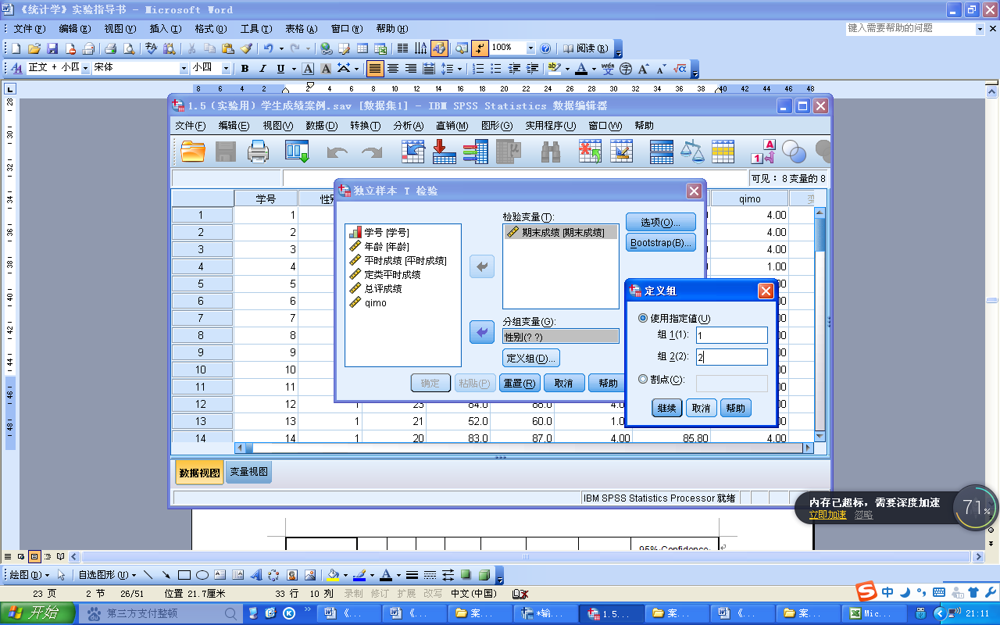 《统计学》实验指导书 - Microsoft Word
文件(F) 编辑(E) 视图(V) 插入(I) 格式(O) 工具(T) 表格(A) 窗口(W) 帮助(H) 键入需要帮助的问题
100% 阅读(R)
正文 + 小四 宋体 小四 B I U A A
8 6 4 2 2 4 6 8 10 12 14 16 18 20 22 24 26 28 30 32 34 36 38 40 42 44 46 48
28 30 32 34 36 38 40 42 44 46 48
1.5（实验用）学生成绩案例.sav [数据集1] - IBM SPSS Statistics 数据编辑器
文件(F) 编辑(E) 视图(V) 数据(D) 转换(T) 分析(A) 直销(M) 图形(G) 实用程序(U) 窗口(W) 帮助
可见： 8 变量的 8
学号 qimo
1 1 4.00
2 2 4.00
3 3 4.00
4 4 1.00
5 5
6 6
7 7
8 8
9 9
10 10
11 11
12 12 1 23 84.0 88.0
13 13 1 21 52.0 60.0
14 14 1 20 83.0 87.0 4.00 85.80 4.00
独立样本 T 检验
学号 [学号]
年龄 [年龄]
平时成绩 [平时成绩]
定类平时成绩
总评成绩
qimo
检验变量(T):
期末成绩 [期末成绩]
分组变量(G):
性别(? ?)
定义组(D)...
选项(O)...
Bootstrap(B)...
确定 粘贴(P) 重置(R) 取消 帮助
定义组
使用指定值(U)
组 1(1): 1
组 2(2): 2
割点(C):
继续 取消 帮助
数据视图 变量视图
IBM SPSS Statistics Processor 就绪
内存已超标，需要深度加速
立即加速 忽略
71%
95% Confidence
绘图(D) 自选图形(U)
23 页 2 节 26/51 位置 21.7厘米 33 行 10 列 录制 修订 扩展 改写 中文(中国)
中
开始 第三方支付整顿 《... 《... 案... *输... 1.5... 案... 《... 案... Mic... 21:11